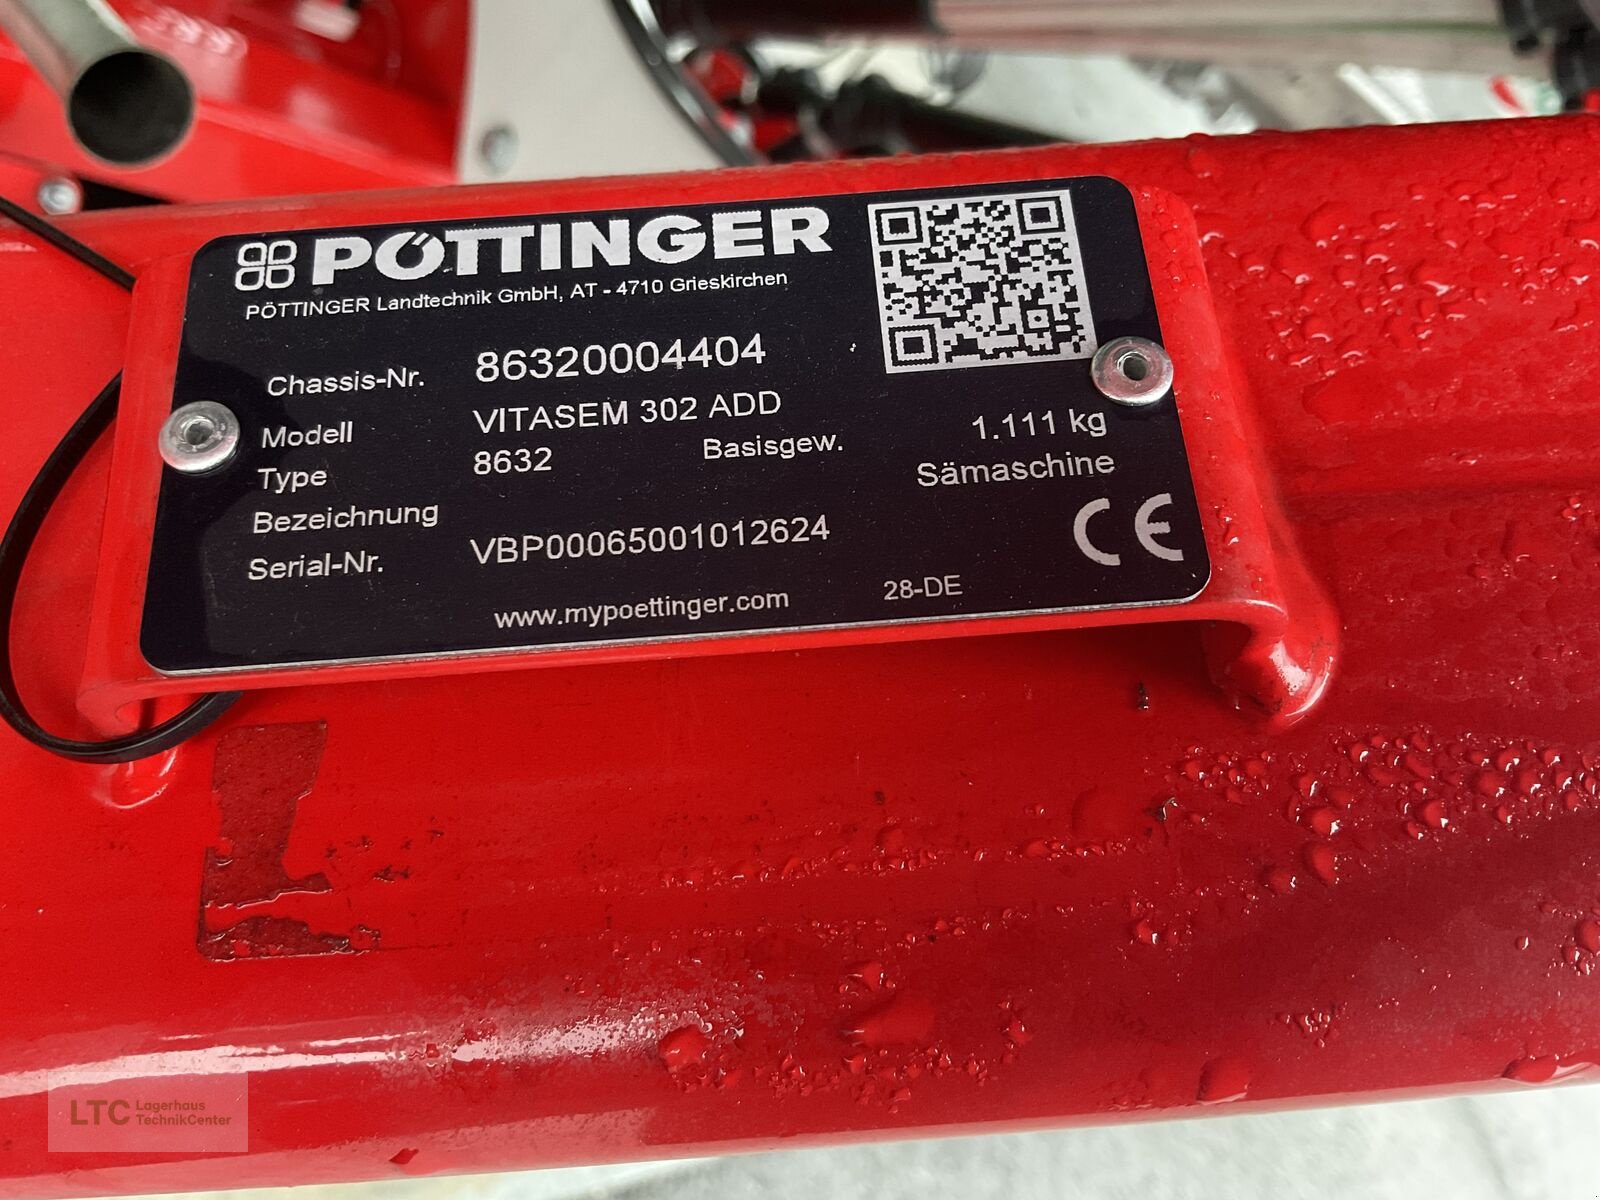 PÖTTINGER
PÖTTINGER Landtechnik GmbH, AT - 4710 Grieskirchen
Chassis-Nr. 86320004404
Modell VITASEM 302 ADD
Type 8632 Basisgew. 1.111 kg
Bezeichnung Sämaschine
Serial-Nr. VBP00065001012624
CE
www.mypoettinger.com 28-DE
LTC Lagerhaus
TechnikCenter